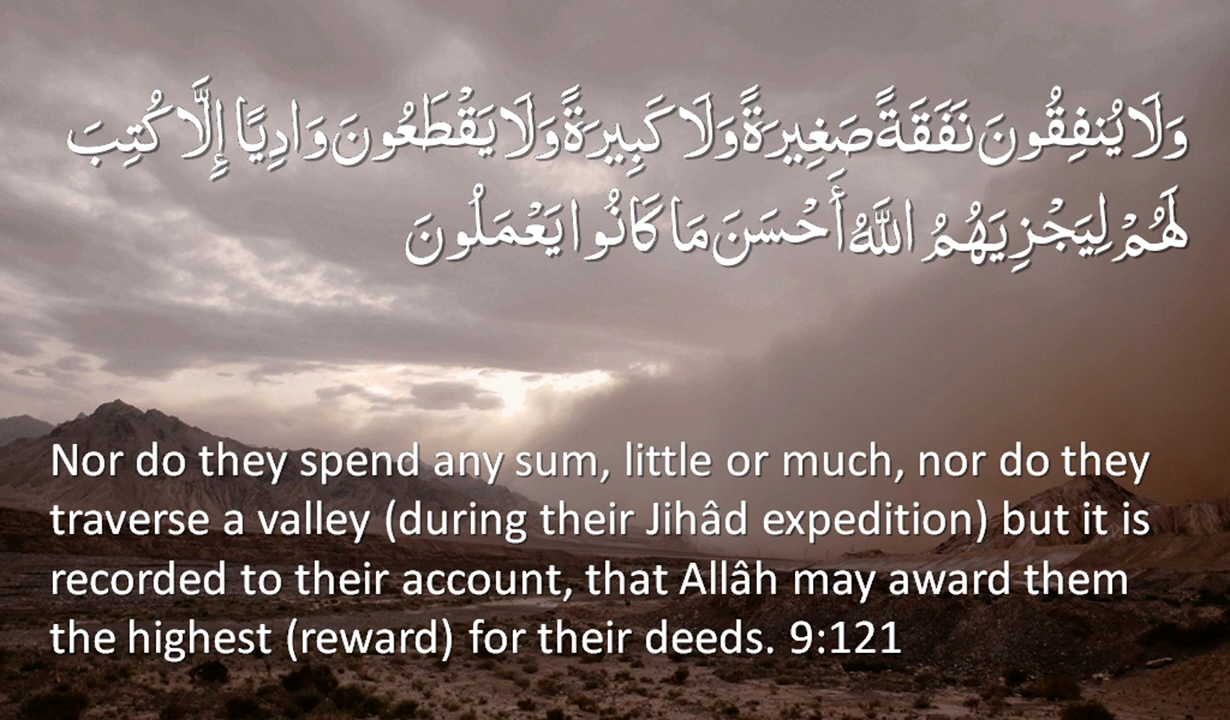 وَلَا يُنفِقُونَ نَفَقَةً صَغِيرَةً وَلَا كَبِيرَةً وَلَا يَقْطَعُونَ وَادِيًا إِلَّا كُتِبَ
لَهُمْ لِيَجْزِيَهُمُ اللَّهُ أَحْسَنَ مَا كَانُوا يَعْمَلُونَ
Nor do they spend any sum, little or much, nor do they
traverse a valley (during their Jihâd expedition) but it is
recorded to their account, that Allâh may award them
the highest (reward) for their deeds. 9:121